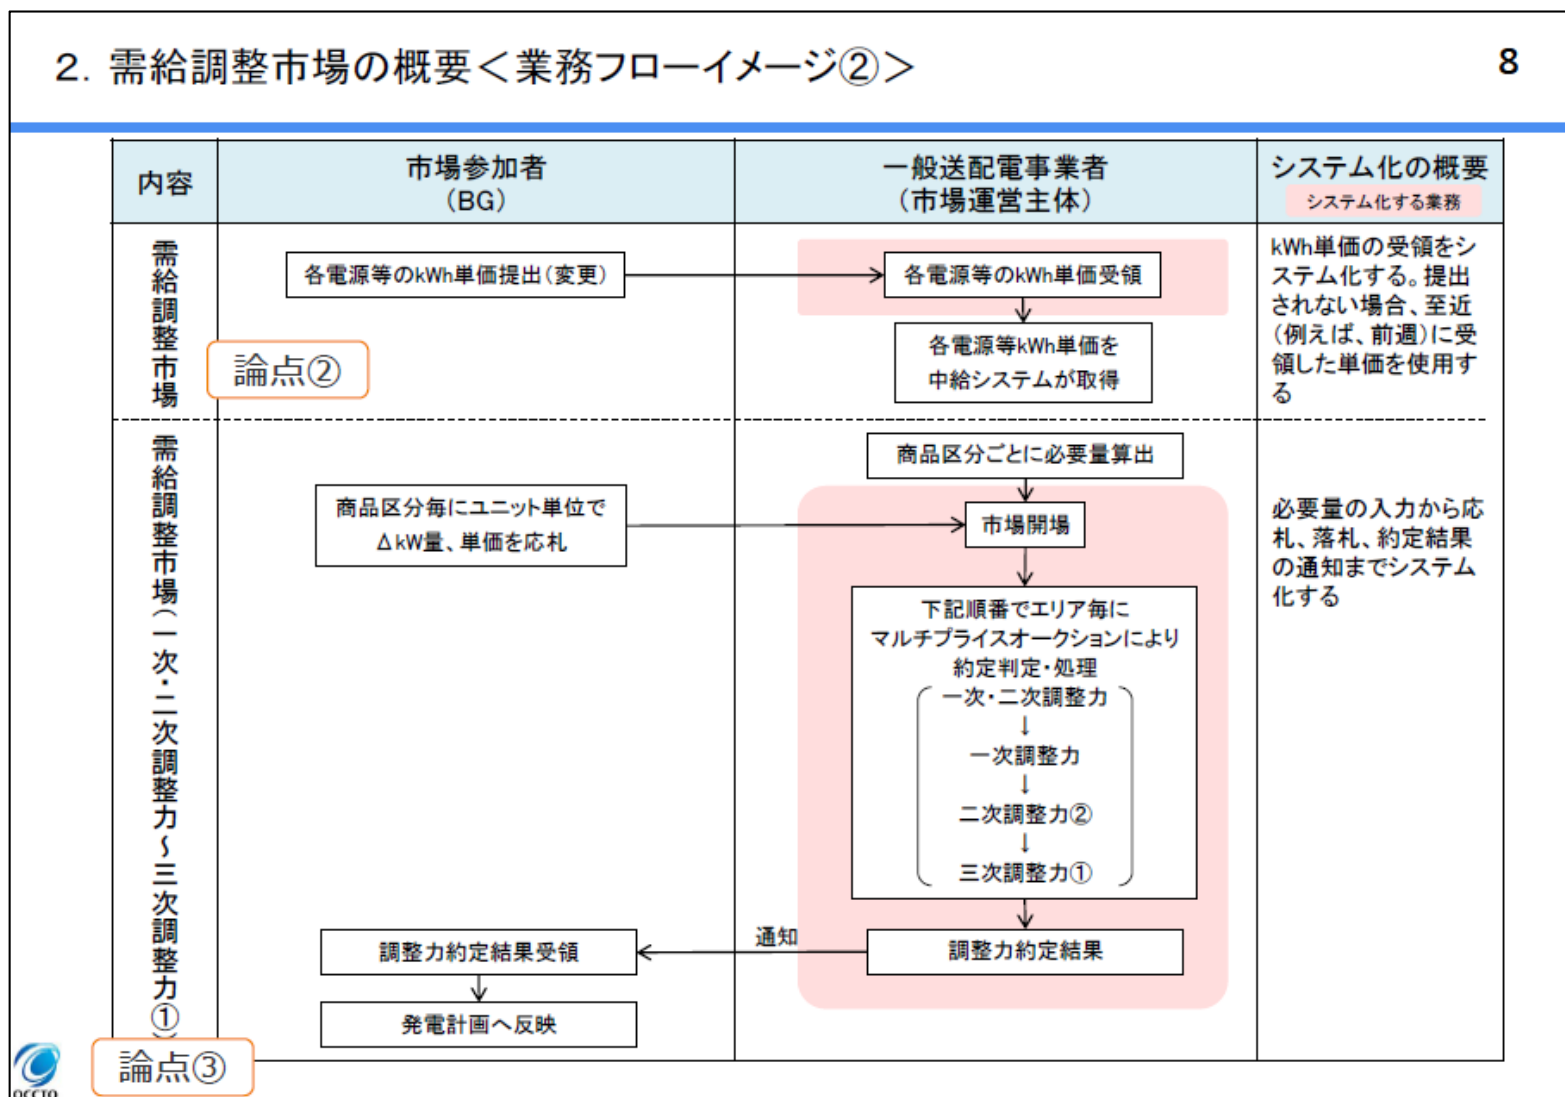 2. 需給調整市場の概要＜業務フローイメージ②＞
8
内容
市場参加者
（BG）
一般送配電事業者
（市場運営主体）
システム化の概要
システム化する業務
需給調整市場
各電源等のkWh単価提出（変更）
各電源等のkWh単価受領
各電源等kWh単価を
中給システムが取得
kWh単価の受領をシ
ステム化する。提出
されない場合、至近
（例えば、前週）に受
領した単価を使用す
る
論点②
需給調整市場（一次・二次調整力～三次調整力①）
商品区分ごとに必要量算出
商品区分毎にユニット単位で
ΔkW量、単価を応札
市場開場
下記順番でエリア毎に
マルチプライスオークションにより
約定判定・処理
一次・二次調整力
↓
一次調整力
↓
二次調整力②
↓
三次調整力①
必要量の入力から応
札、落札、約定結果
の通知までシステム
化する
通知
調整力約定結果
調整力約定結果受領
発電計画へ反映
論点③
OCCTO